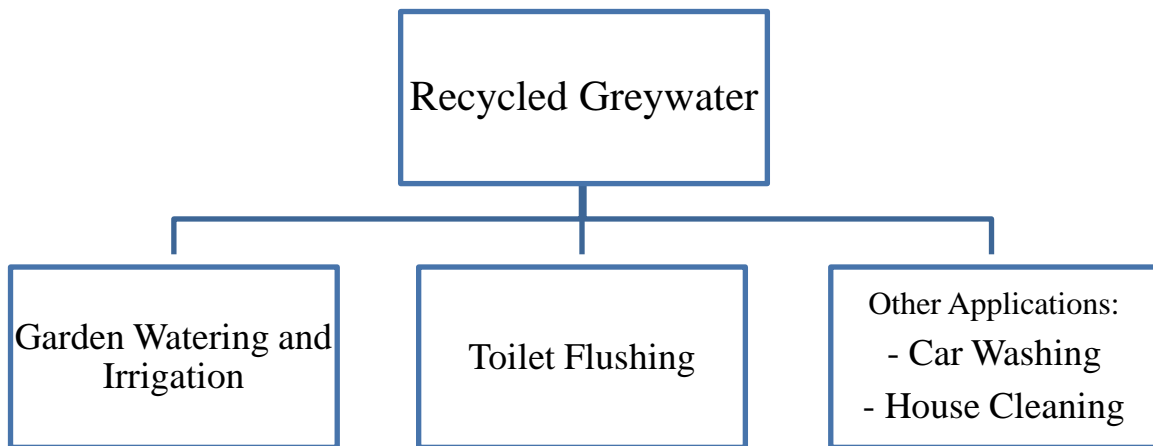 Recycled Greywater
Garden Watering and
Irrigation
Toilet Flushing
Other Applications:
- Car Washing
- House Cleaning